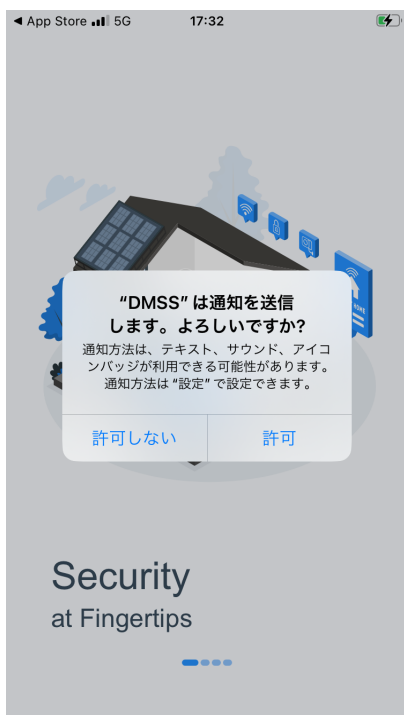 ◀ App Store 5G 17:32
HOME
“DMSS”は通知を送信
します。よろしいですか?
通知方法は、テキスト、サウンド、アイコ
ンバッジが利用できる可能性があります。
通知方法は“設定”で設定できます。
許可しない 許可
Security
at Fingertips